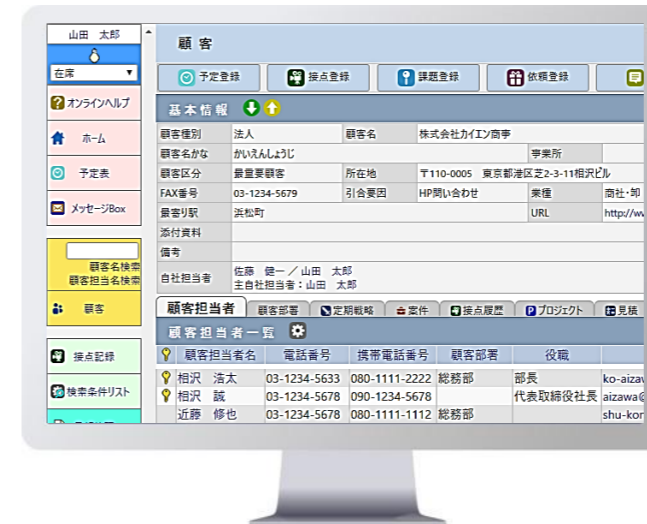 山田 太郎
在席
オンラインヘルプ
ホーム
予定表
メッセージBox
顧客名検索
顧客担当名検索
顧客
接点記録
検索条件リスト
顧 客
予定登録 接点登録 課題登録 依頼登録
基本情報
顧客種別 法人 顧客名 株式会社カイエン商亊
顧客名かな かいえんしょうじ 亊業所
顧客区分 最重要顧客 所在地 〒110-0005 東京都港区芝2-3-11相沢ビル
FAX番号 03-1234-5679 引合要因 HP問い合わせ 業種 商社・卸
最寄り駅 浜松町 URL http://ww
添付資料
備考
自社担当者 佐藤 健一／山田 太郎
主自社担当者：山田 太郎
顧客担当者 顧客部署 定期戦略 案件 接点履歴 プロジェクト 見積
顧客担当者一覧
顧客担当者名 電話番号 携帯電話番号 顧客部署 役職
相沢 浩太 03-1234-5633 080-1111-2222 総務部 部長 ko-aizaw
相沢 誠 03-1234-5678 090-1234-5678 代表取締役社長 aizawa@
近藤 修也 03-1234-5678 080-1111-1112 総務部 shu-kon